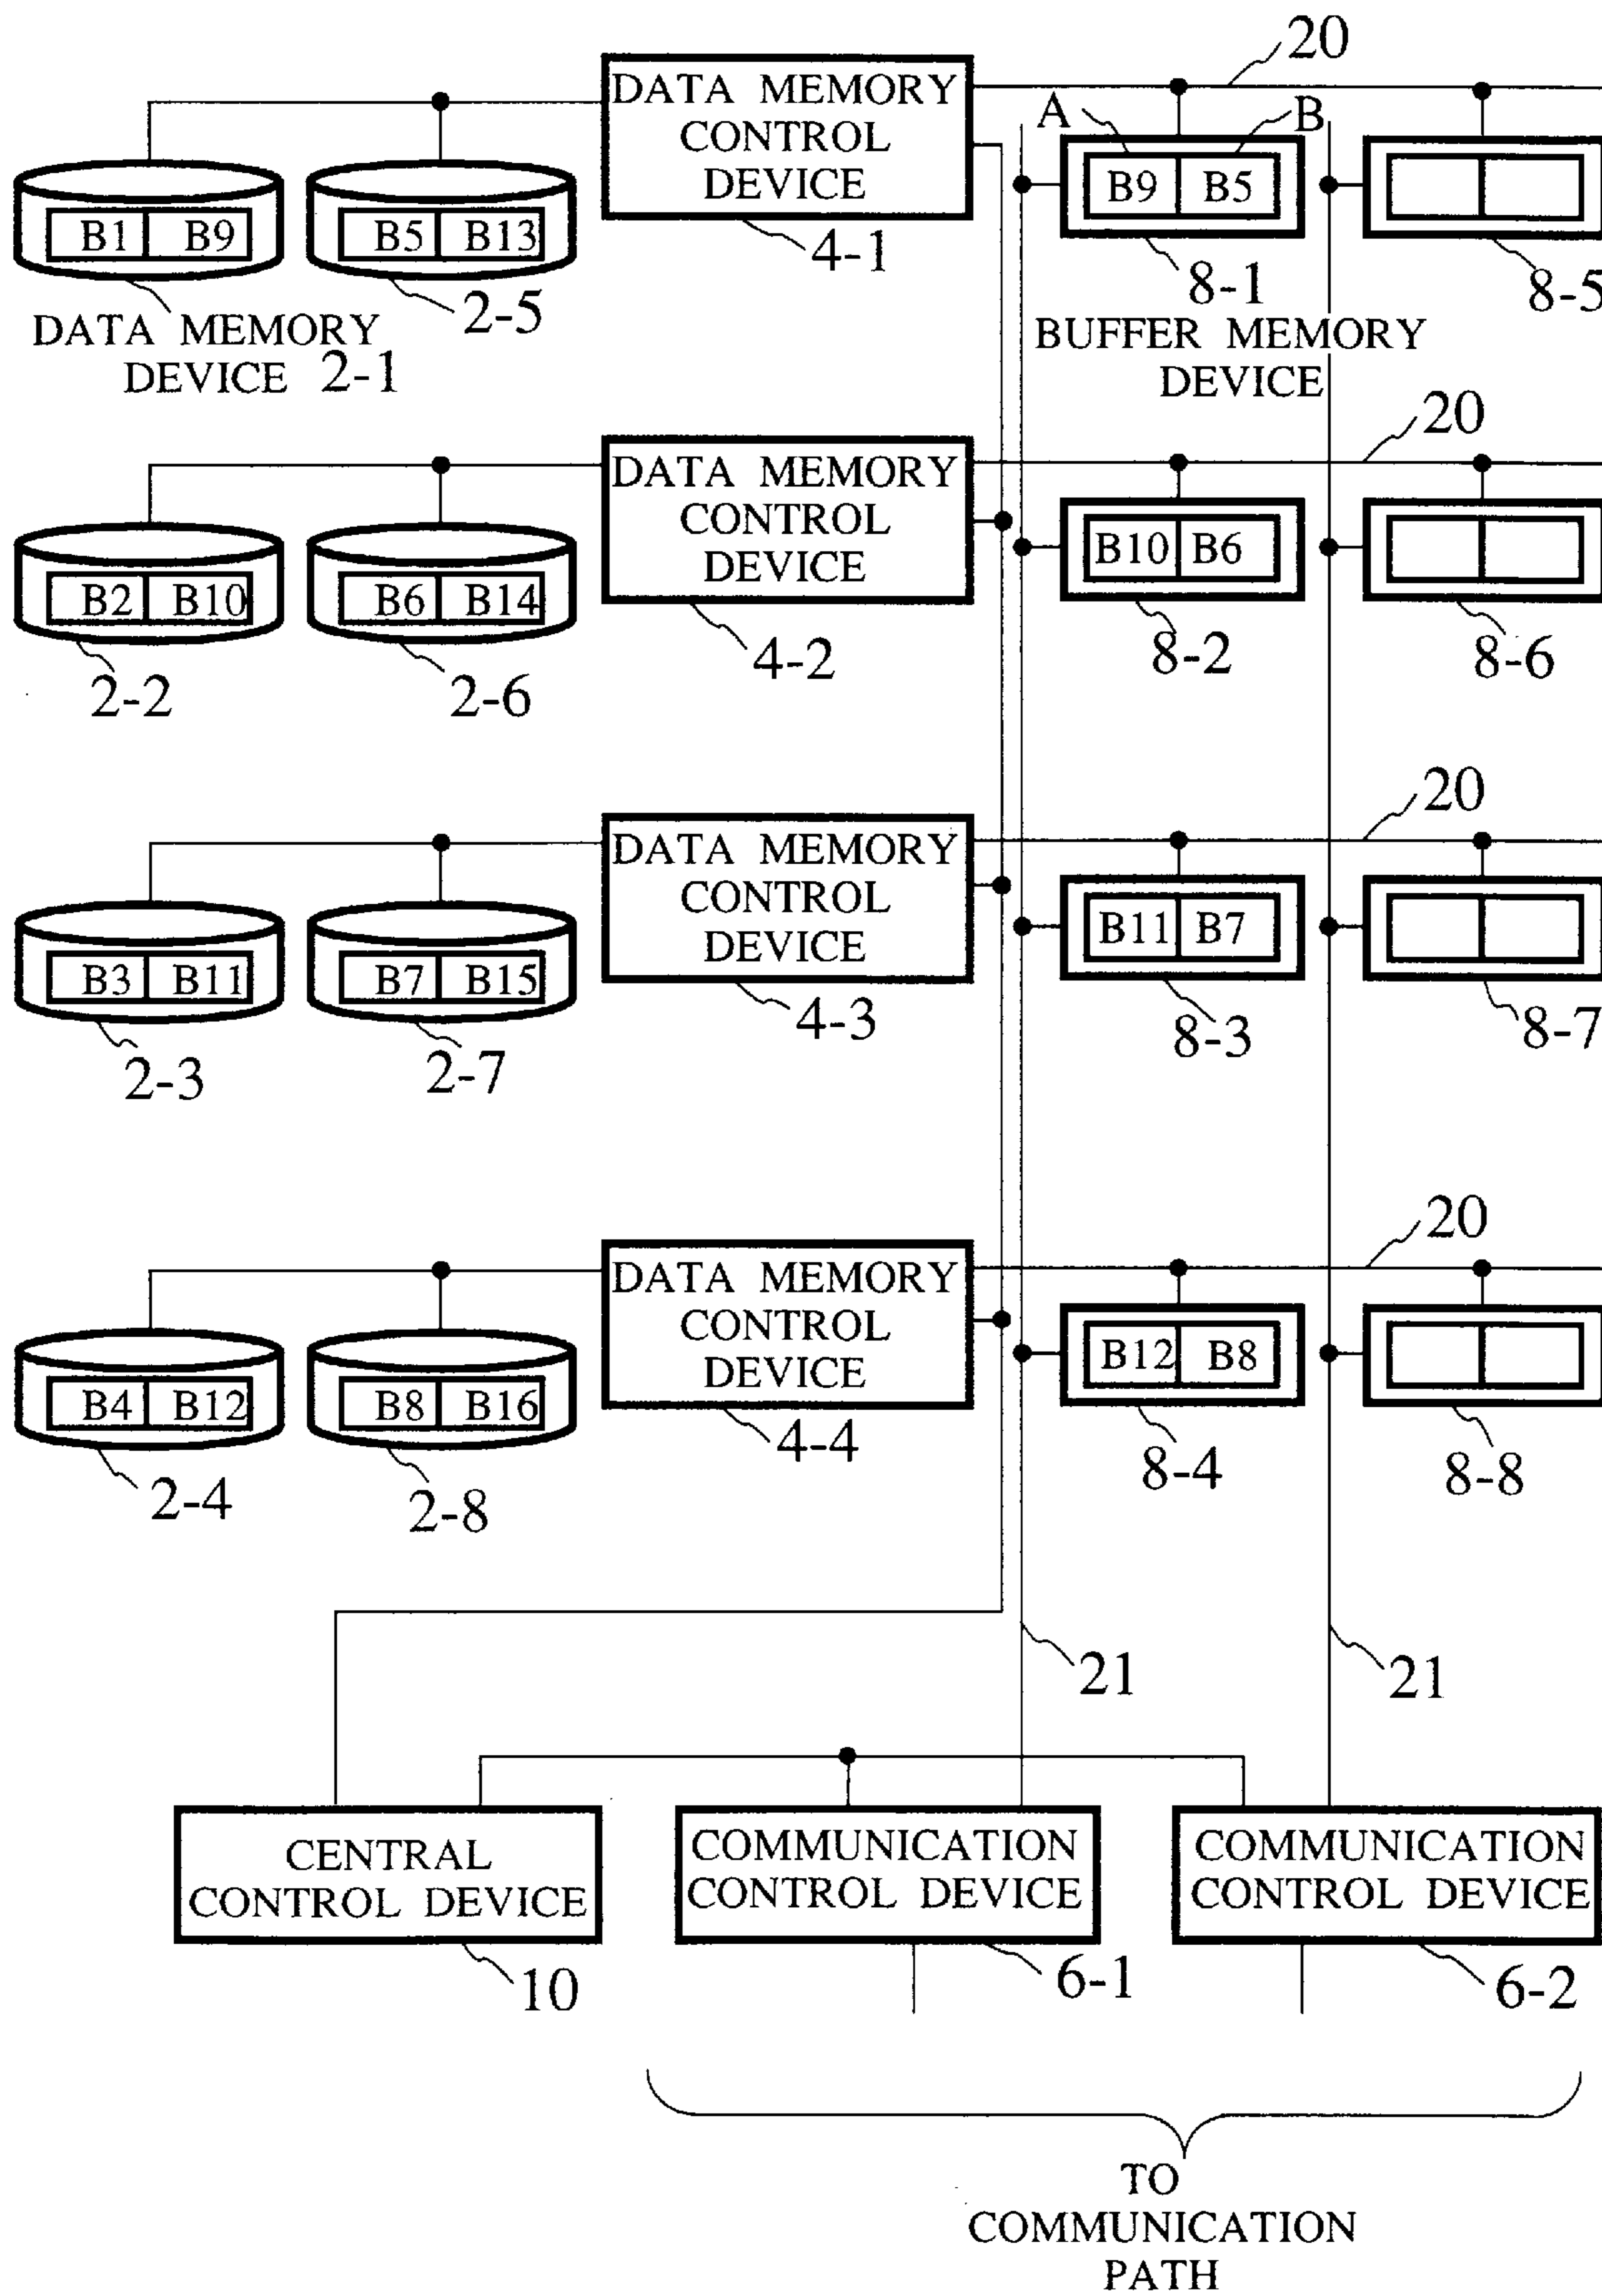 20
DATA MEMORY
CONTROL
DEVICE
A
B
B1 B9
B5 B13
B9 B5
4-1
8-1
8-5
2-5
DATA MEMORY
DEVICE 2-1
BUFFER MEMORY
DEVICE
20
DATA MEMORY
CONTROL
DEVICE
B10 B6
B2 B10
B6 B14
4-2
8-2
8-6
2-2
2-6
20
DATA MEMORY
CONTROL
DEVICE
B11 B7
B3 B11
B7 B15
4-3
8-3
8-7
2-3
2-7
20
DATA MEMORY
CONTROL
DEVICE
B12 B8
B4 B12
B8 B16
4-4
8-4
8-8
2-4
2-8
21
21
CENTRAL
CONTROL DEVICE
COMMUNICATION
CONTROL DEVICE
COMMUNICATION
CONTROL DEVICE
10
6-1
6-2
TO
COMMUNICATION
PATH